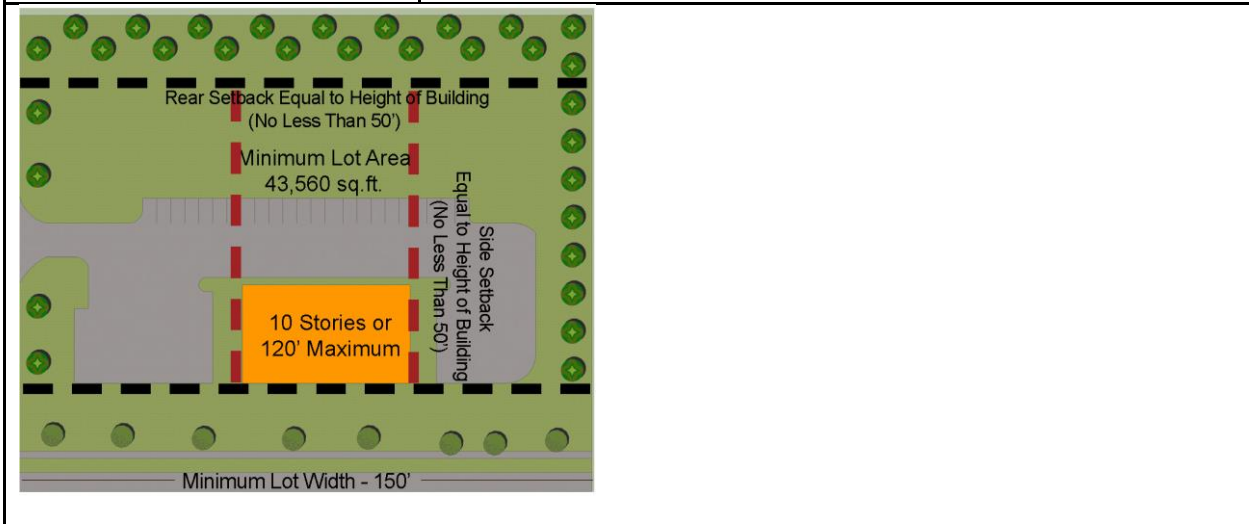 Rear Setback Equal to Height of Building
(No Less Than 50')
Minimum Lot Area
43,560 sq.ft.
Side Setback
Equal to Height of Building
(No Less Than 50')
10 Stories or
120' Maximum
Minimum Lot Width - 150'